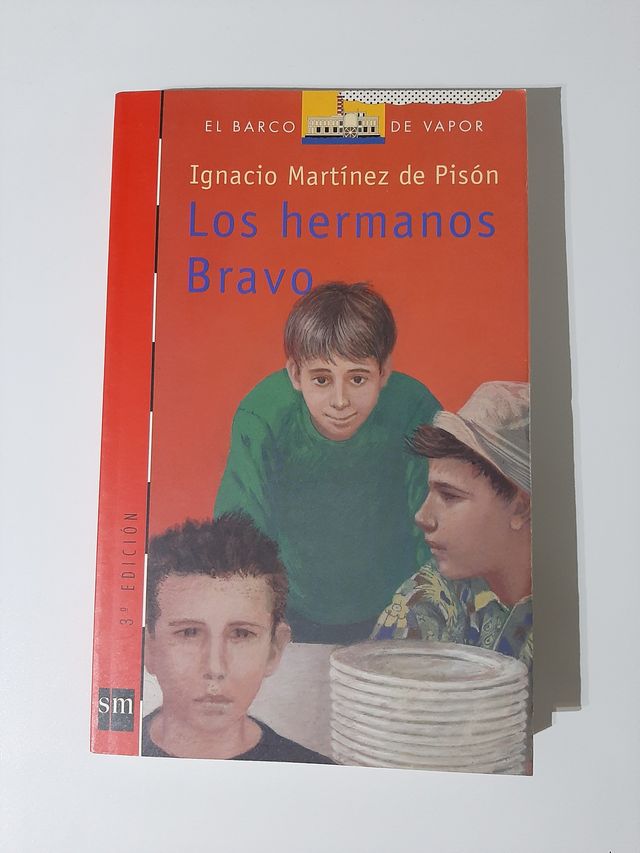 EL BARCO DE VAPOR
Ignacio Martínez de Pisón
Los hermanos
Bravo
3ª EDICIÓN
sm